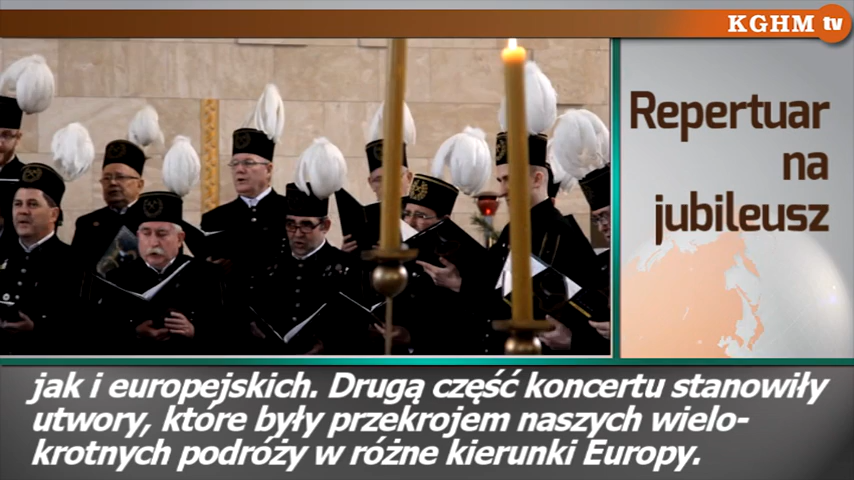 KGHM tv
Repertuar
na
jubileusz
jak i europejskich. Drugą część koncertu stanowiły
utwory, które były przekrojem naszych wielo-
krotnych podróży w różne kierunki Europy.